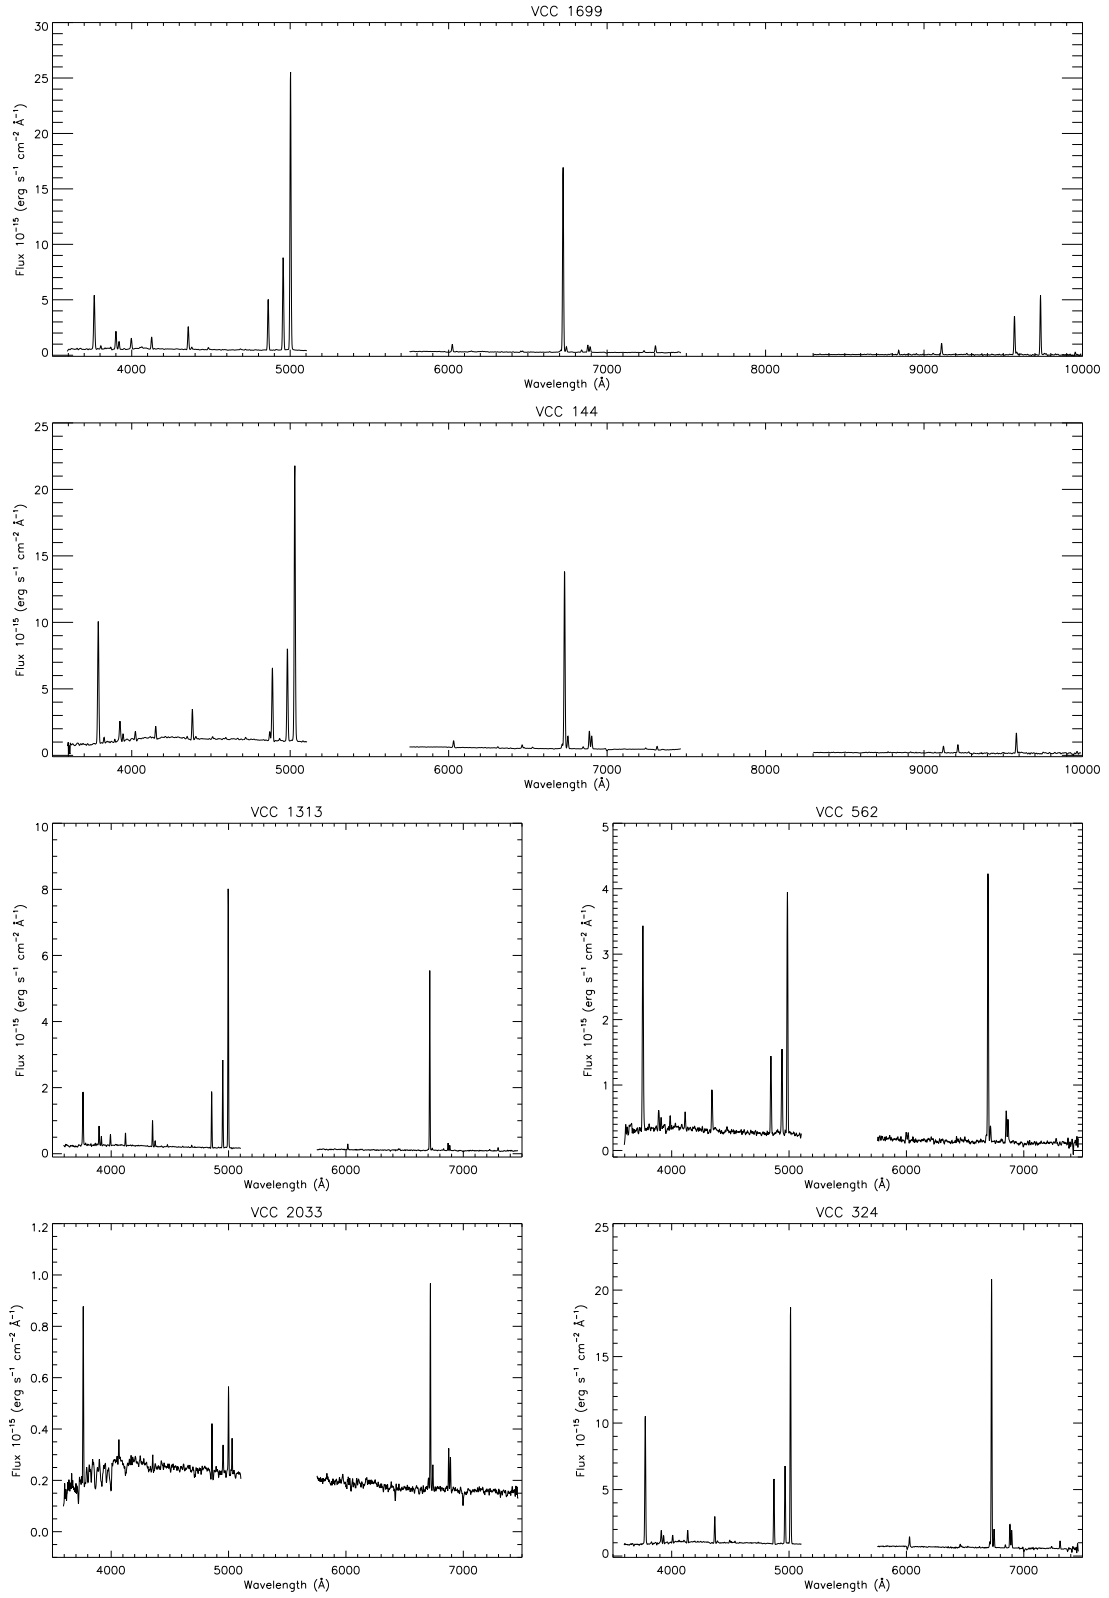 VCC 1699
30
25
20
15
10
5
0
Flux 10⁻¹⁵ (erg s⁻¹ cm⁻² Å⁻¹)
4000 5000 6000 7000 8000 9000 10000
Wavelength (Å)
VCC 144
25
20
15
10
5
0
Flux 10⁻¹⁵ (erg s⁻¹ cm⁻² Å⁻¹)
4000 5000 6000 7000 8000 9000 10000
Wavelength (Å)
VCC 1313
10
8
6
4
2
0
Flux 10⁻¹⁵ (erg s⁻¹ cm⁻² Å⁻¹)
4000 5000 6000 7000
Wavelength (Å)
VCC 562
5
4
3
2
1
0
Flux 10⁻¹⁵ (erg s⁻¹ cm⁻² Å⁻¹)
4000 5000 6000 7000
Wavelength (Å)
VCC 2033
1.2
1.0
0.8
0.6
0.4
0.2
0.0
Flux 10⁻¹⁵ (erg s⁻¹ cm⁻² Å⁻¹)
4000 5000 6000 7000
Wavelength (Å)
VCC 324
25
20
15
10
5
0
Flux 10⁻¹⁵ (erg s⁻¹ cm⁻² Å⁻¹)
4000 5000 6000 7000
Wavelength (Å)